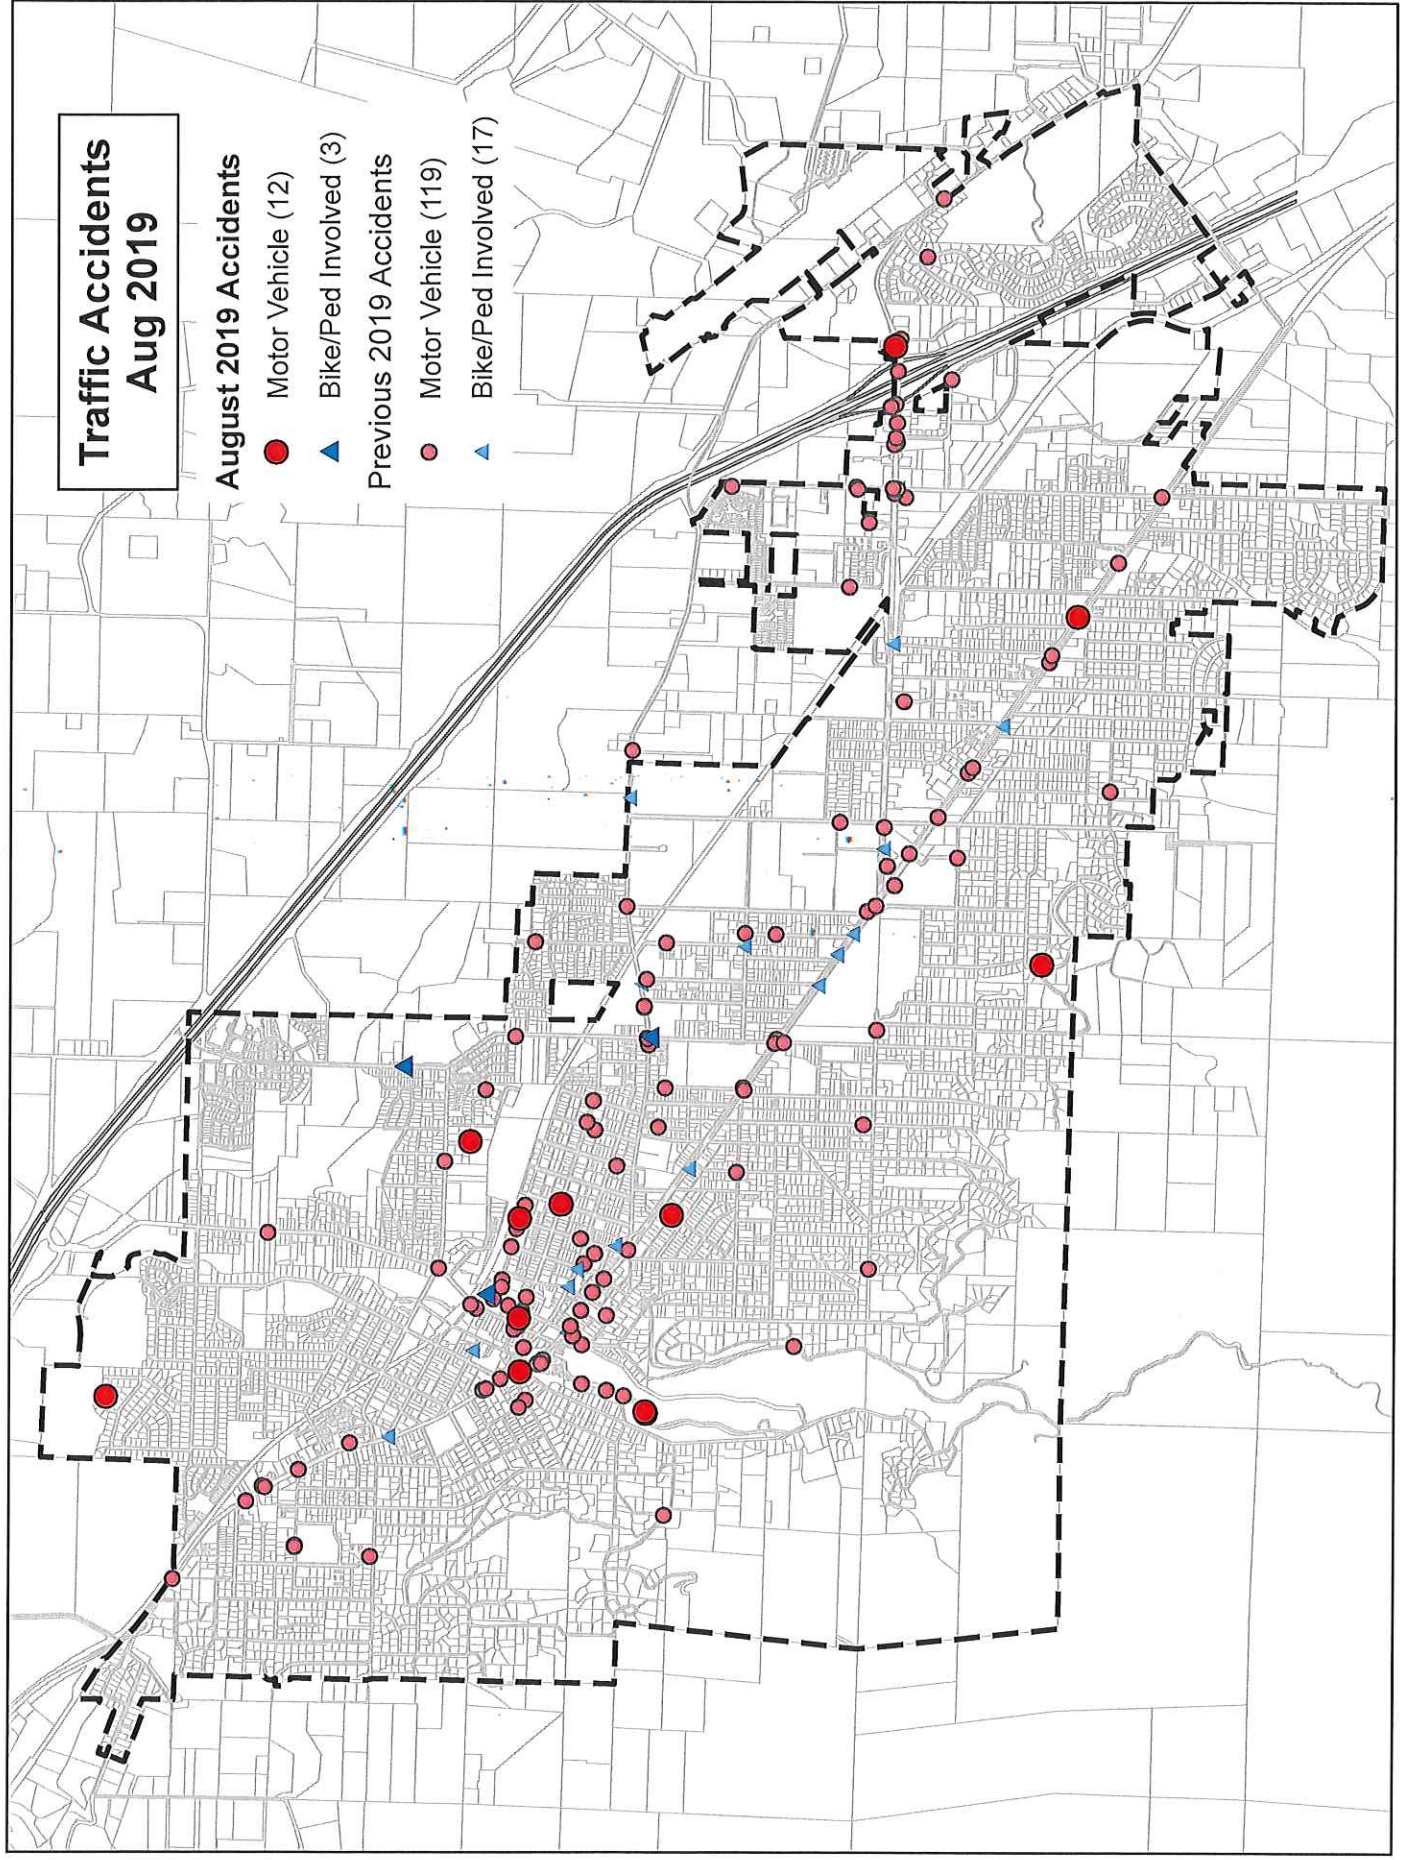 Traffic Accidents
Aug 2019
August 2019 Accidents
Motor Vehicle (12)
Bike/Ped Involved (3)
Previous 2019 Accidents
Motor Vehicle (119)
Bike/Ped Involved (17)